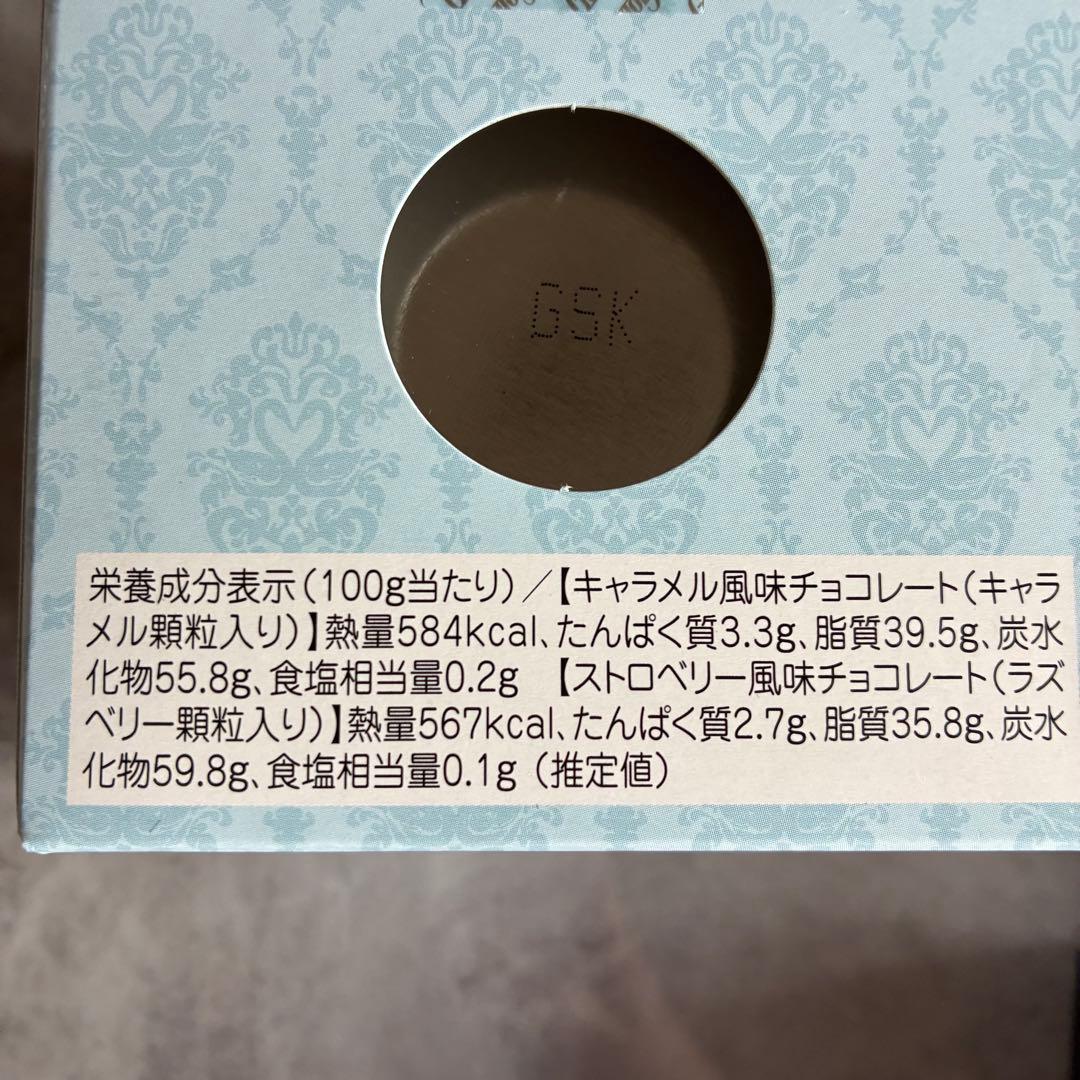 GSK
栄養成分表示(100g当たり)／【キャラメル風味チョコレート(キャラ
メル顆粒入り)】熱量584kcal、たんぱく質3.3g、脂質39.5g、炭水
化物55.8g、食塩相当量0.2g 【ストロベリー風味チョコレート(ラズ
ベリー顆粒入り)】熱量567kcal、たんぱく質2.7g、脂質35.8g、炭水
化物59.8g、食塩相当量0.1g (推定値)